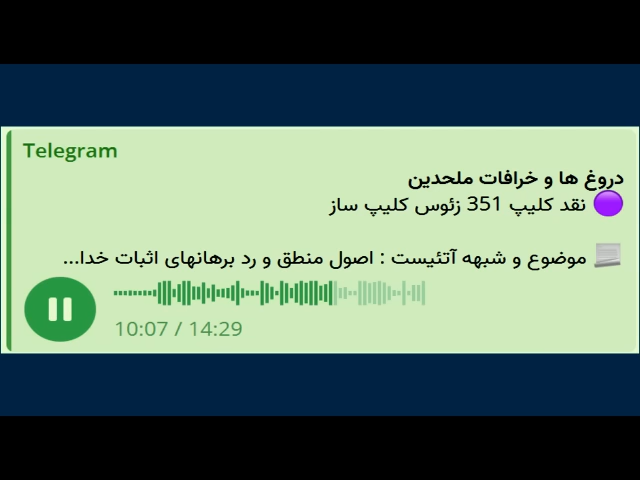 Telegram
دروغ ها و خرافات ملحدین
نقد کلیپ 351 زئوس کلیپ ساز
موضوع و شبهه آتئیست : اصول منطق و رد برهانهای اثبات خدا...
10:07 / 14:29